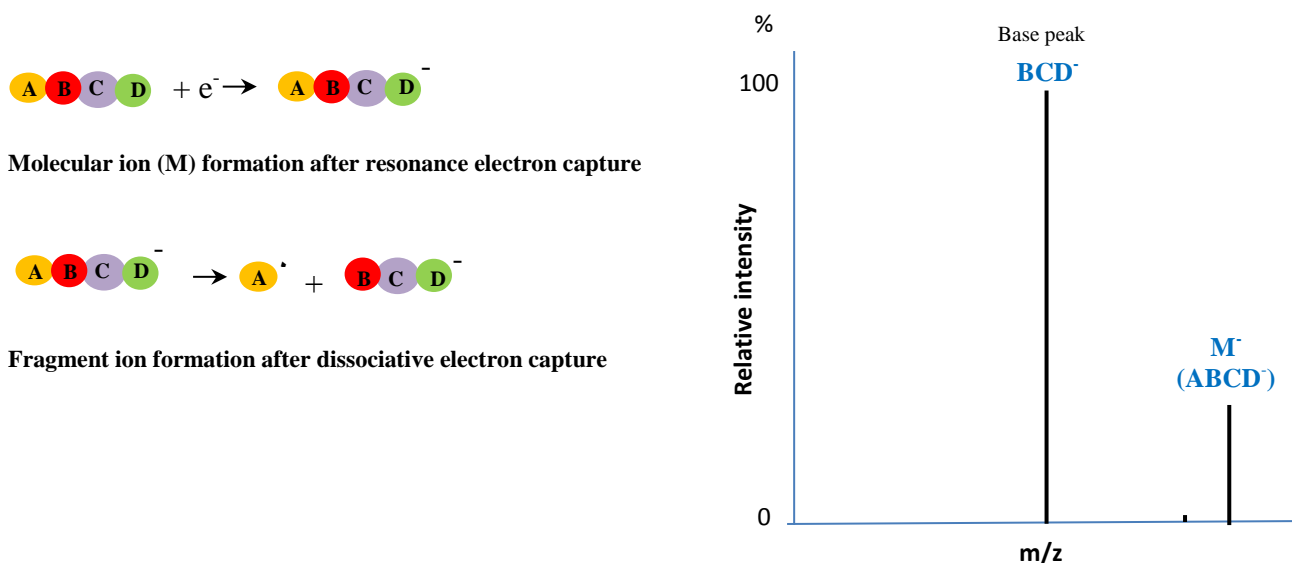 A B C D + e⁻ → A B C D ⁻
Molecular ion (M) formation after resonance electron capture
A B C D ⁻ → A · + B C D ⁻
Fragment ion formation after dissociative electron capture
%
Base peak
BCD⁻
100
Relative intensity
M⁻
(ABCD⁻)
0
m/z